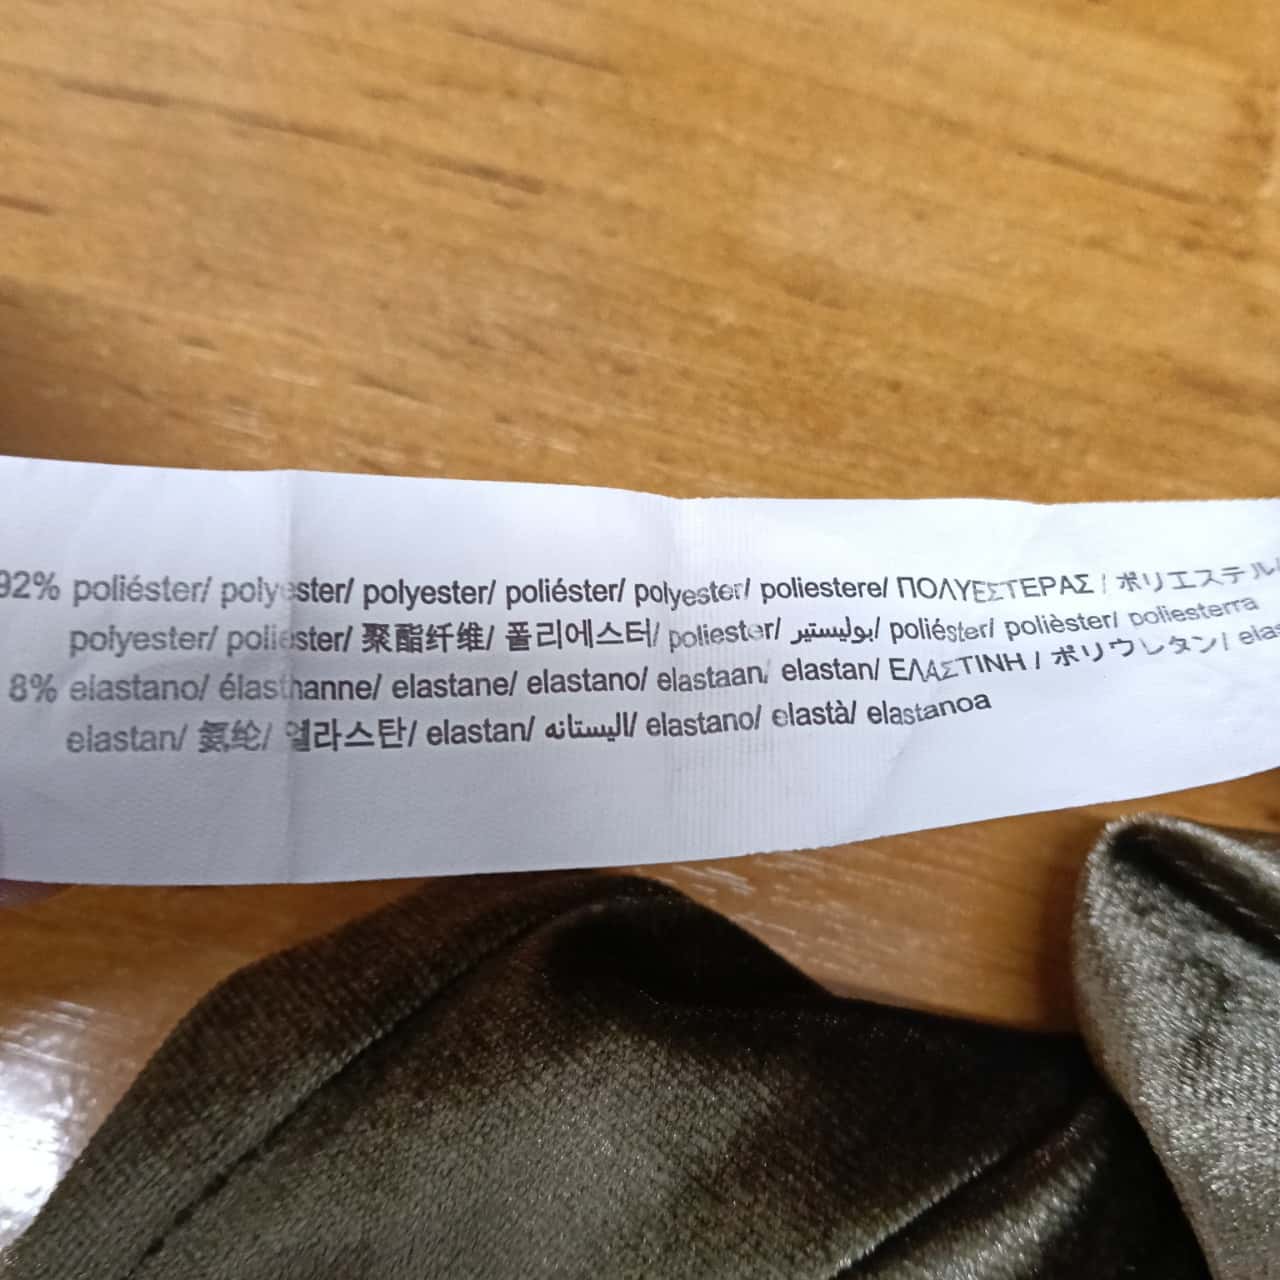 92% poliéster/ polyester/ polyester/ poliéster/ polyester/ poliestere/ ΠΟΛΥΕΣΤΕΡΑΣ / ポリエステル/
polyester/ poliester/ 聚酯纤维/ 폴리에스터/ poliester/ بوليستير/ poliéster/ polièster/ poliesterra
8% elastano/ élasthanne/ elastane/ elastano/ elastaan/ elastan/ ΕΛΑΣΤΙΝΗ / ポリウレタン/
elastan/ 氨纶/ 엘라스탄/ elastan/ اليستانه/ elastano/ elastà/ elastanoa